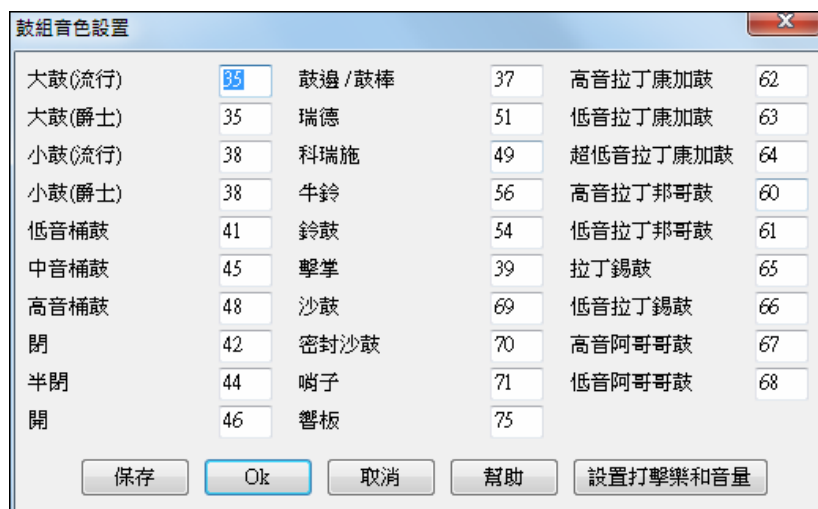 鼓組音色設置
大鼓(流行) 35 鼓邊/鼓棒 37 高音拉丁康加鼓 62
大鼓(爵士) 35 瑞德 51 低音拉丁康加鼓 63
小鼓(流行) 38 科瑞施 49 超低音拉丁康加鼓 64
小鼓(爵士) 38 牛鈴 56 高音拉丁邦哥鼓 60
低音桶鼓 41 鈴鼓 54 低音拉丁邦哥鼓 61
中音桶鼓 45 擊掌 39 拉丁錫鼓 65
高音桶鼓 48 沙鼓 69 低音拉丁錫鼓 66
閉 42 密封沙鼓 70 高音阿哥哥鼓 67
半閉 44 哨子 71 低音阿哥哥鼓 68
開 46 響板 75
保存 Ok 取消 幫助 設置打擊樂和音量